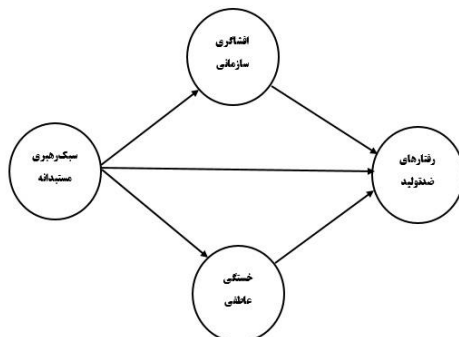 افشاگری
سازمانی
سبک‌رهبری
مستبدانه
رفتارهای
ضدتولید
خستگی
عاطفی